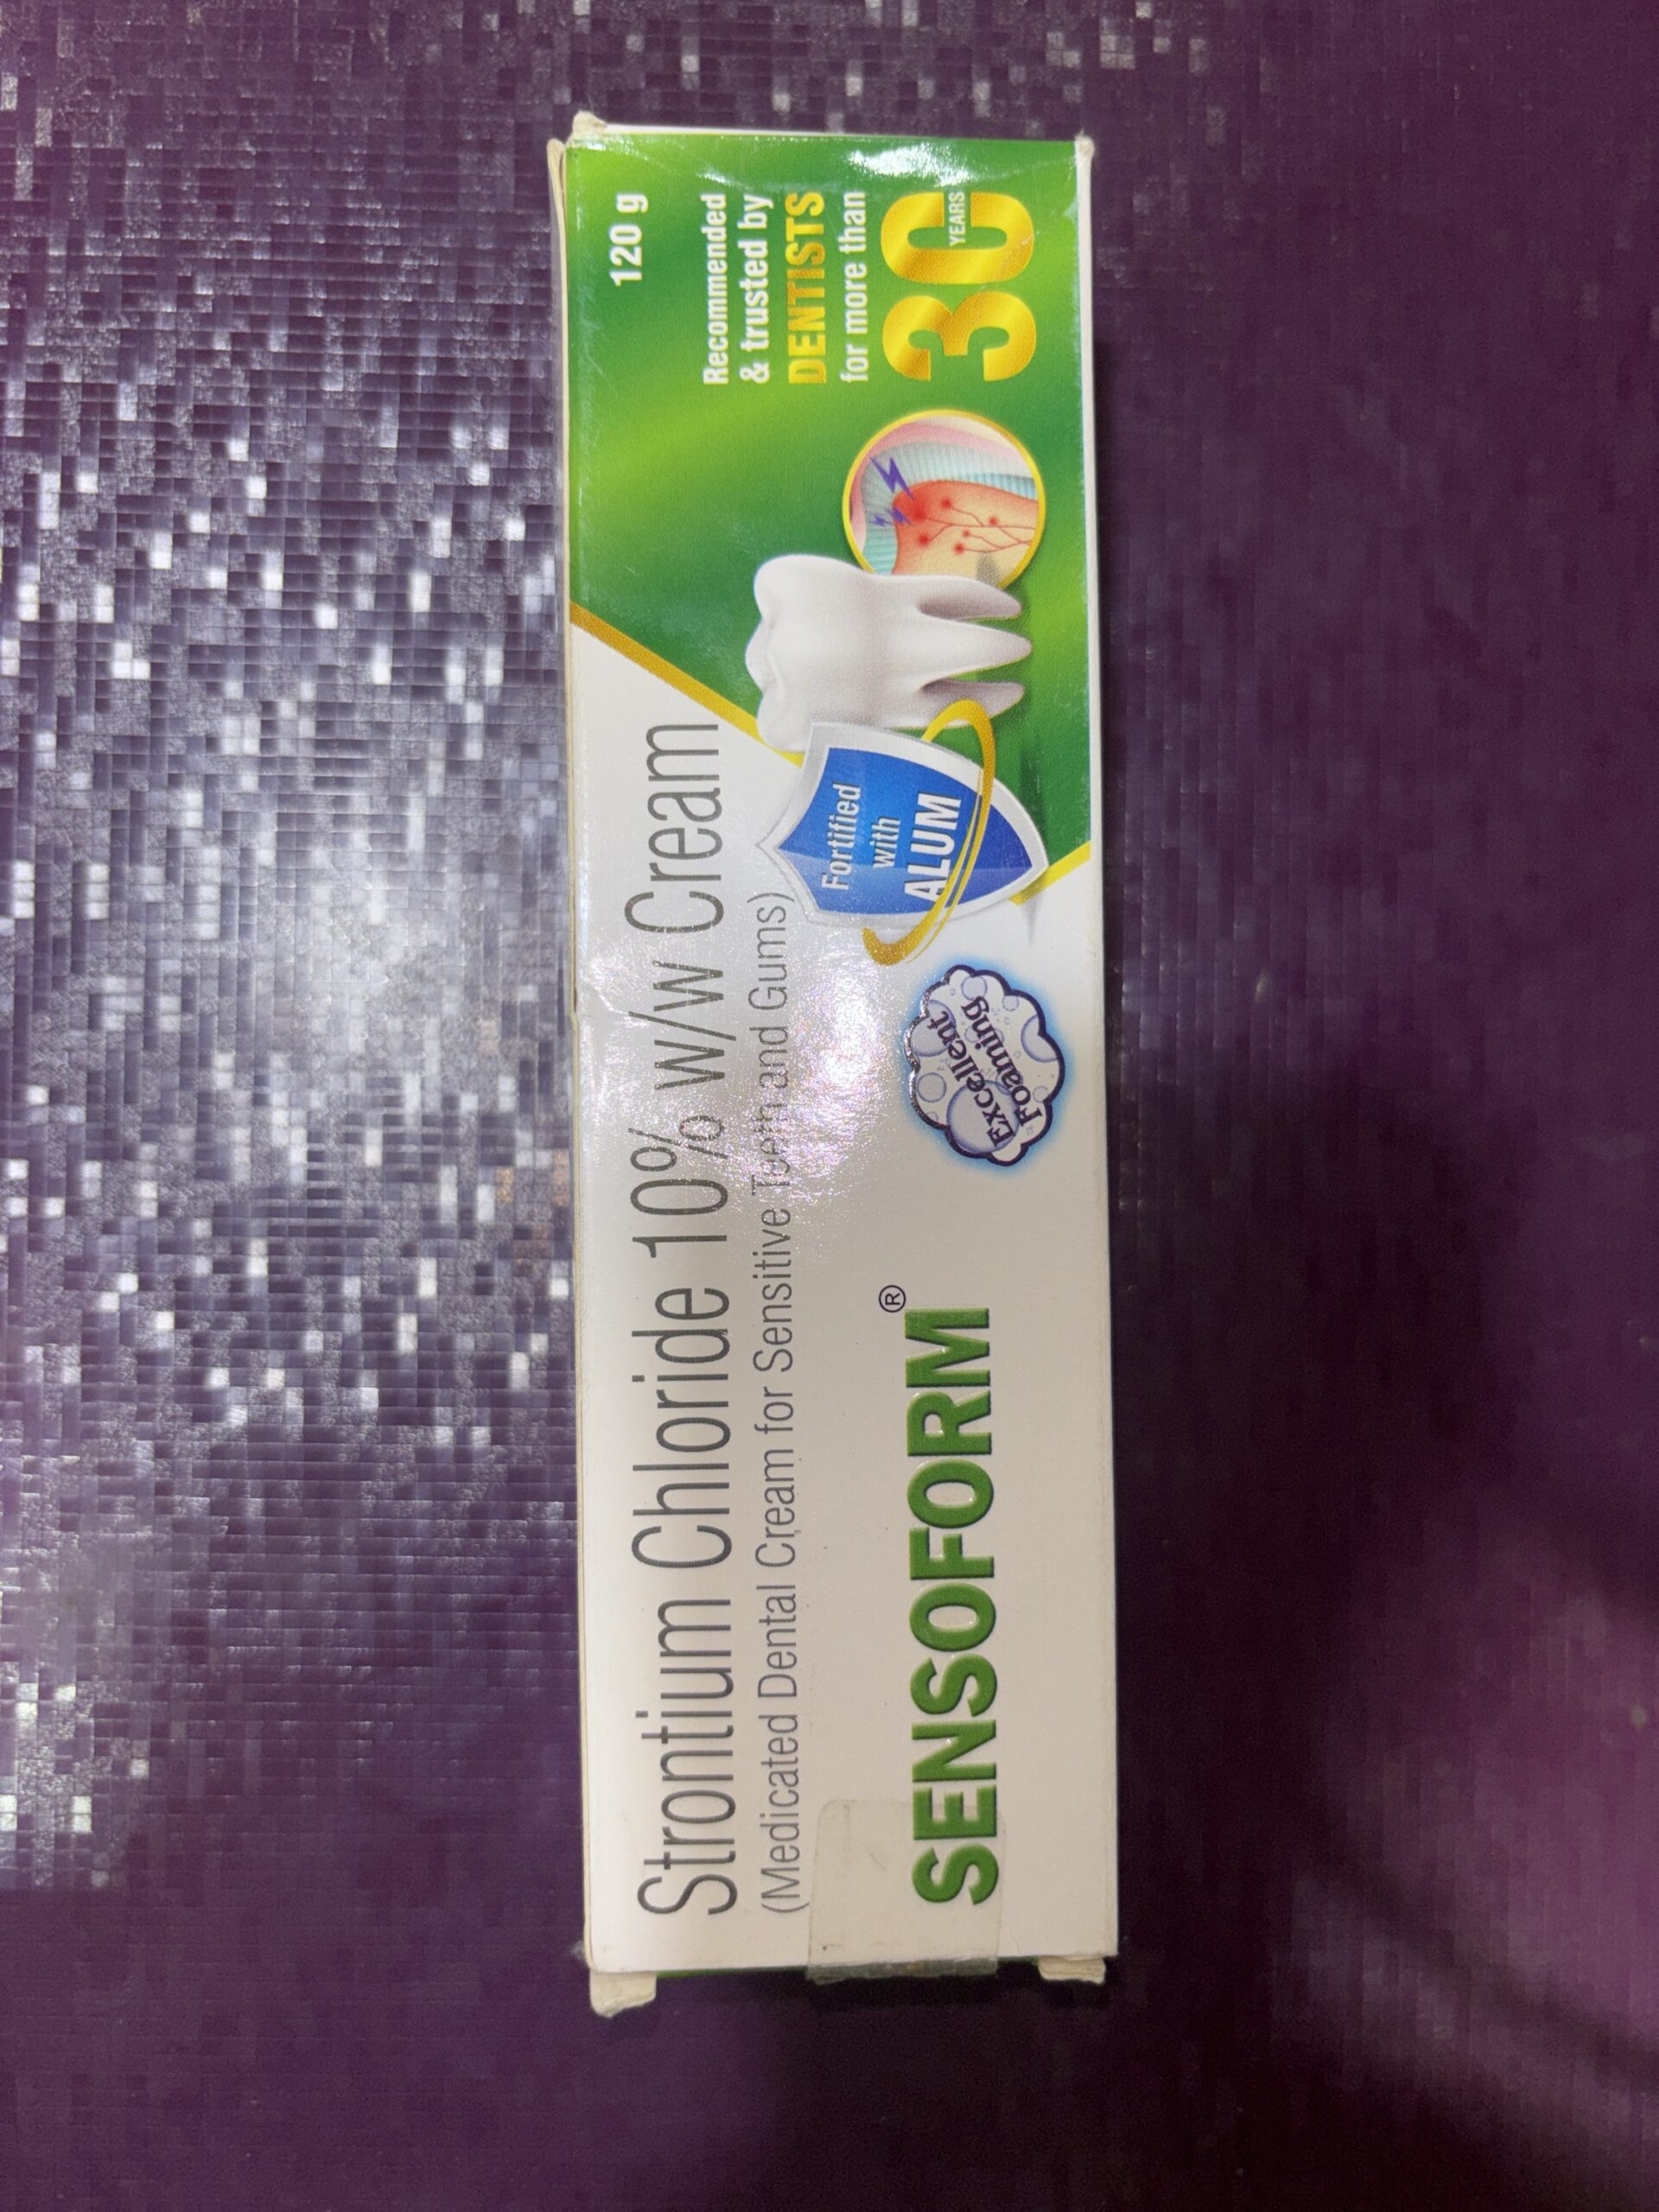 Strontium Chloride 10% w/w Cream
(Medicated Dental Cream for Sensitive Teeth and Gums)
SENSOFORM®
Excellent
Foaming
Fortified
with
ALUM
120 g
Recommended
& trusted by
DENTISTS
for more than
30
YEARS